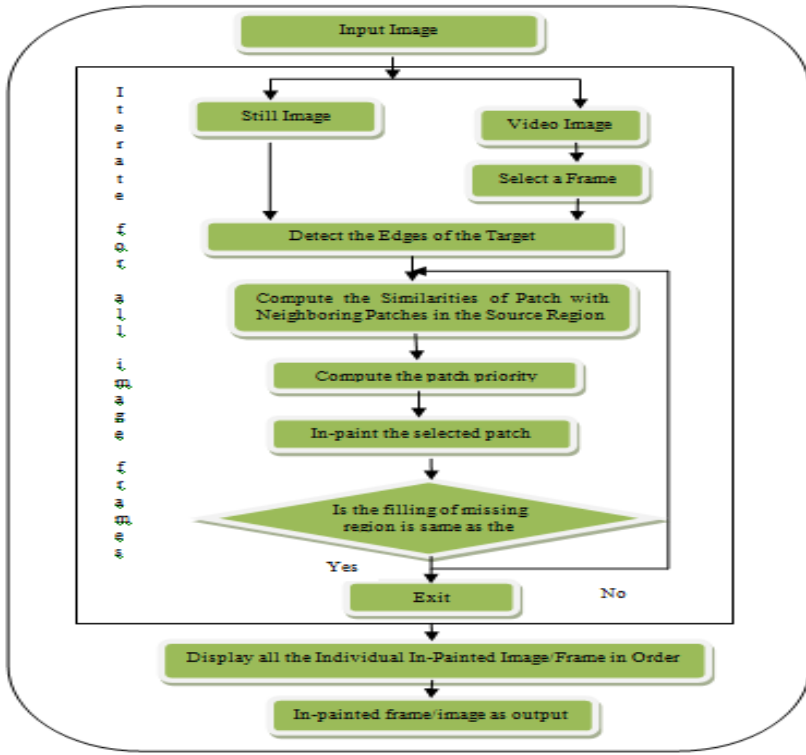 Input Image
Iterate for all image frames
Still Image
Video Image
Select a Frame
Detect the Edges of the Target
Compute the Similarities of Patch with
Neighboring Patches in the Source Region
Compute the patch priority
In-paint the selected patch
Is the filling of missing
region is same as the
Yes
No
Exit
Display all the Individual In-Painted Image/Frame in Order
In-painted frame/image as output